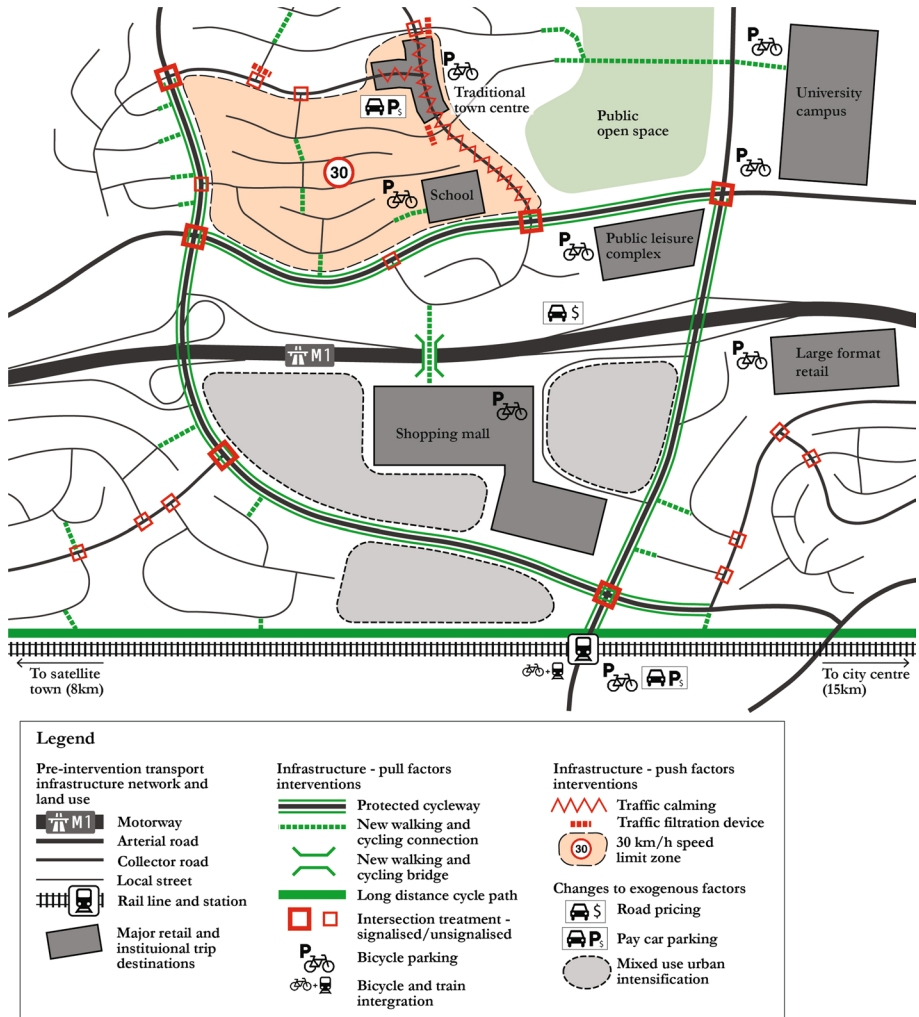 P
P
Traditional
town centre
P$
University
campus
Public
open space
P
30
P
School
P
Public leisure
complex
$
M1
P
Large format
retail
P
Shopping mall
To satellite
town (8km)
+
P
P$
To city centre
(15km)
Legend
Pre-intervention transport
infrastructure network and
land use
M1
Motorway
Arterial road
Collector road
Local street
Rail line and station
Major retail and
instituional trip
destinations
Infrastructure - pull factors
interventions
Protected cycleway
New walking and
cycling connection
New walking and
cycling bridge
Long distance cycle path
Intersection treatment -
signalised/unsignalised
P
Bicycle parking
+
Bicycle and train
intergration
Infrastructure - push factors
interventions
Traffic calming
Traffic filtration device
30
30 km/h speed
limit zone
Changes to exogenous factors
$
Road pricing
P$
Pay car parking
Mixed use urban
intensification